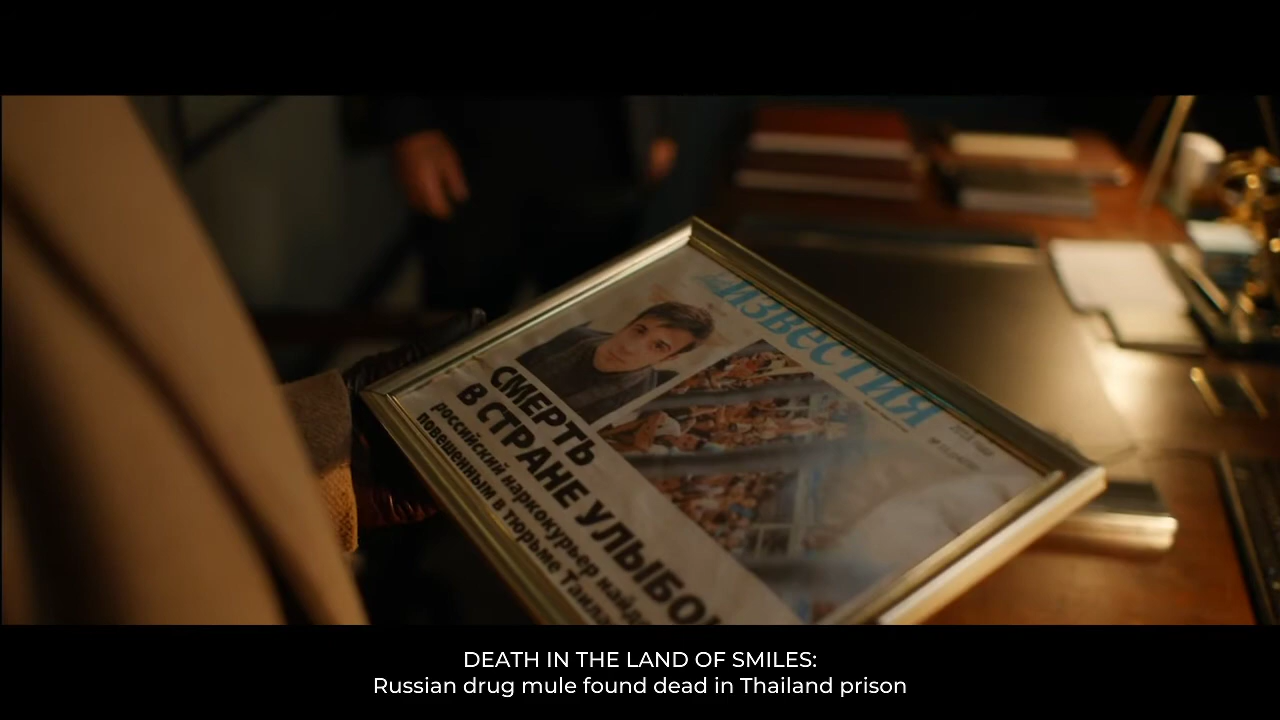 ИЗВЕСТИЯ
СМЕРТЬ
В СТРАНЕ
российский наркокурьер
повешенным в тюрьме
DEATH IN THE LAND OF SMILES:
Russian drug mule found dead in Thailand prison